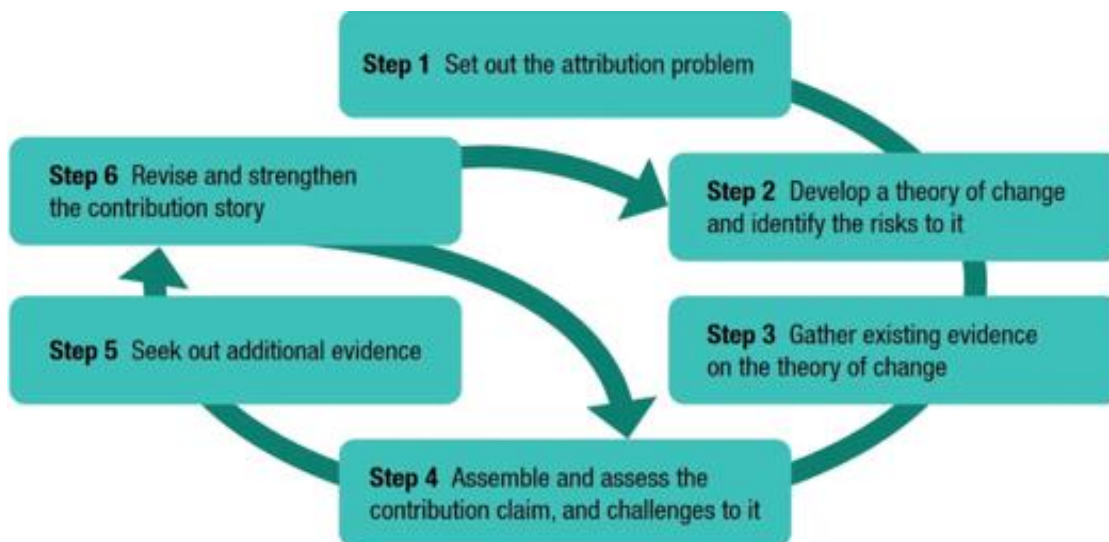 Step 1 Set out the attribution problem
Step 2 Develop a theory of change
and identify the risks to it
Step 3 Gather existing evidence
on the theory of change
Step 4 Assemble and assess the
contribution claim, and challenges to it
Step 5 Seek out additional evidence
Step 6 Revise and strengthen
the contribution story